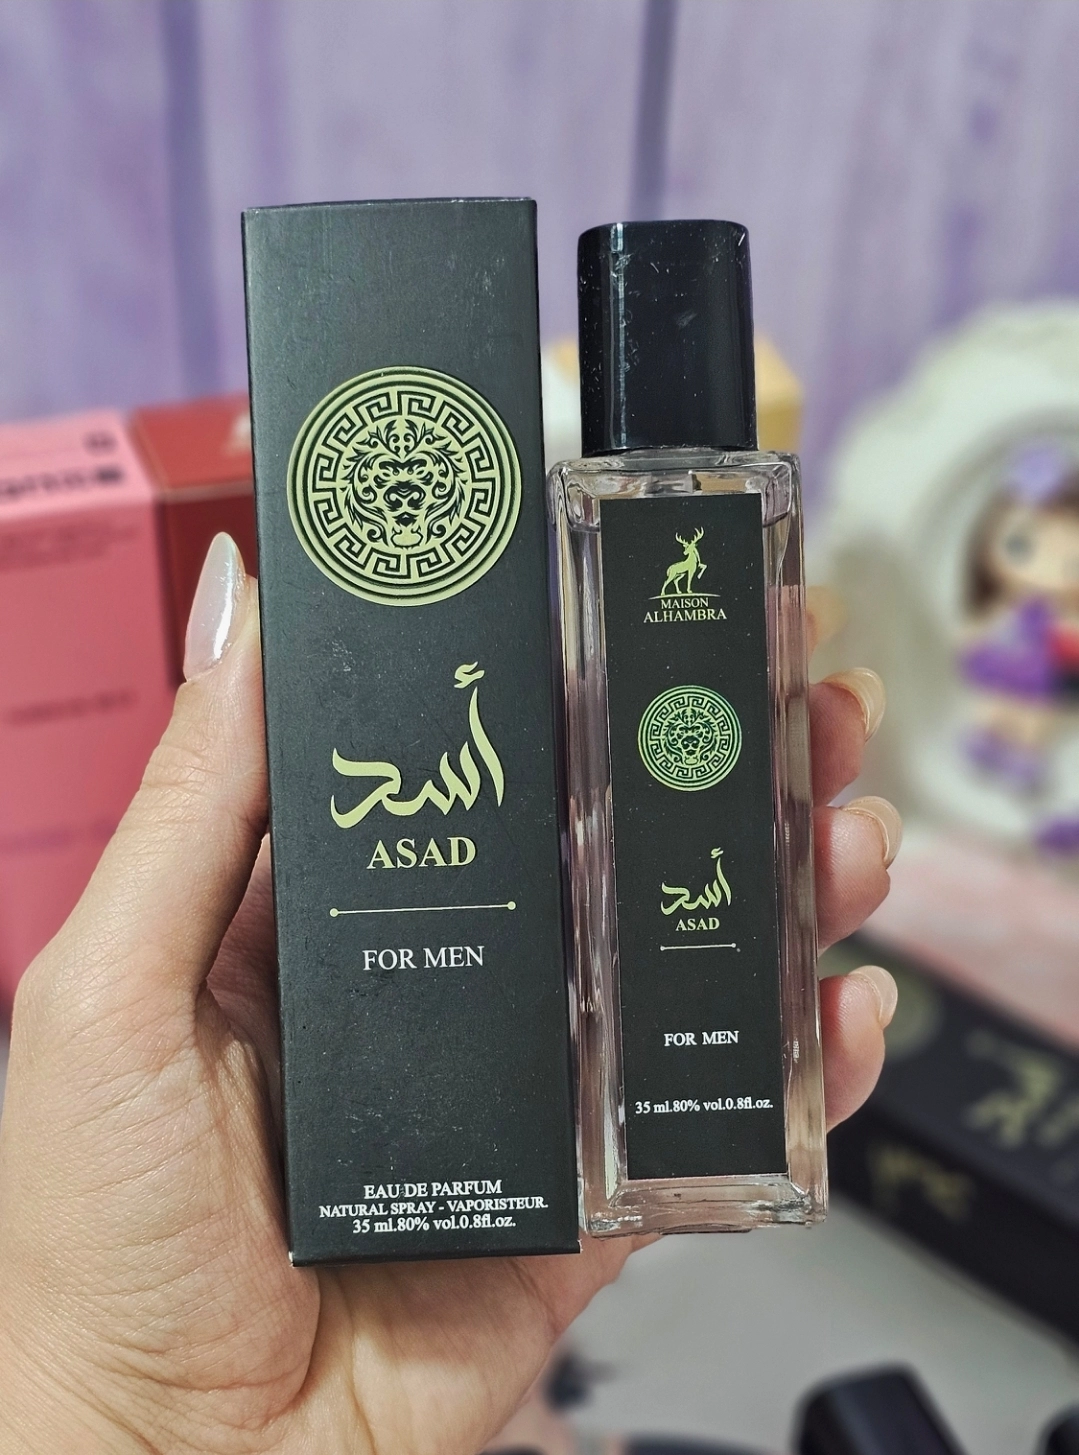 أسد
ASAD
FOR MEN
EAU DE PARFUM
NATURAL SPRAY - VAPORISTEUR.
35 ml.80% vol.0.8fl.oz.
MAISON
ALHAMBRA
أسد
ASAD
FOR MEN
35 ml.80% vol.0.8fl.oz.